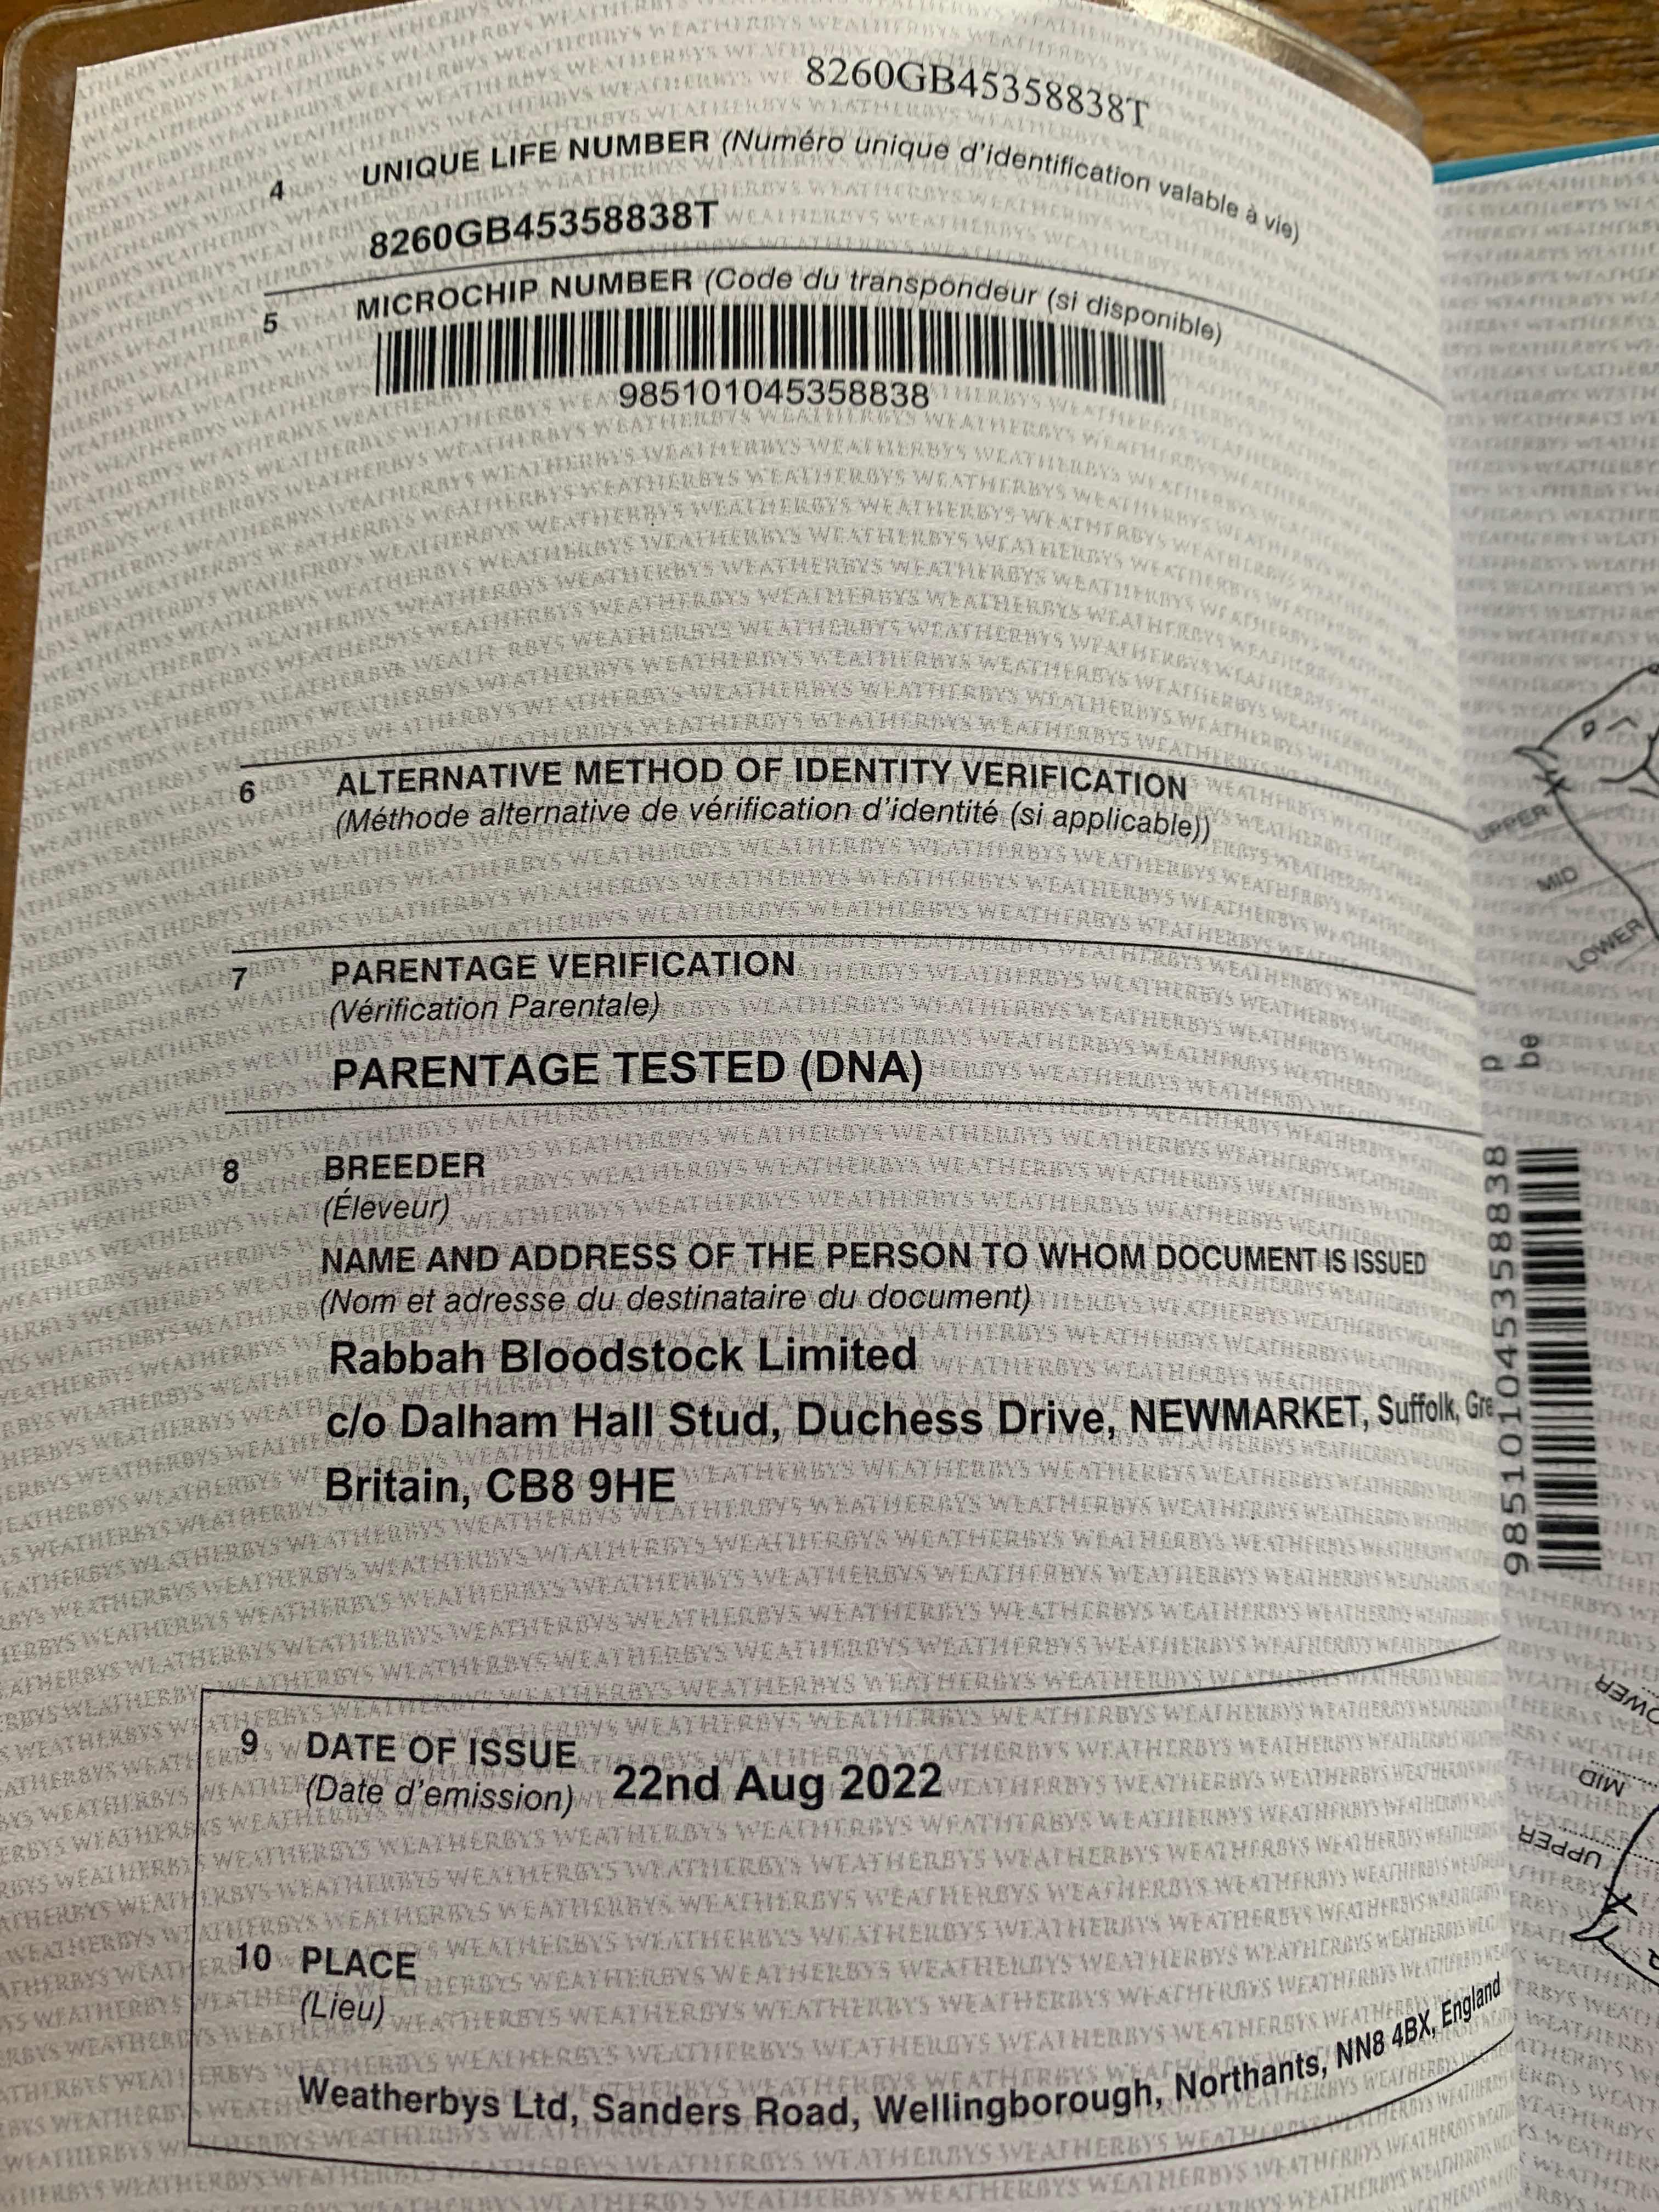 8260GB45358838T
4 UNIQUE LIFE NUMBER (Numéro unique d'identification valable à vie)
8260GB45358838T
5 MICROCHIP NUMBER (Code du transpondeur (si disponible)
985101045358838
6 ALTERNATIVE METHOD OF IDENTITY VERIFICATION
(Méthode alternative de vérification d'identité (si applicable))
7 PARENTAGE VERIFICATION
(Vérification Parentale)
PARENTAGE TESTED (DNA)
8 BREEDER
(Éleveur)
NAME AND ADDRESS OF THE PERSON TO WHOM DOCUMENT IS ISSUED
(Nom et adresse du destinataire du document)
Rabbah Bloodstock Limited
c/o Dalham Hall Stud, Duchess Drive, NEWMARKET, Suffolk, Gre
Britain, CB8 9HE
9 DATE OF ISSUE
(Date d'emission) 22nd Aug 2022
10 PLACE
(Lieu)
Weatherbys Ltd, Sanders Road, Wellingborough, Northants, NN8 4BX, England
UPPER
MID
LOWER
p
be
985101045358838
OWER
MID
UPPER